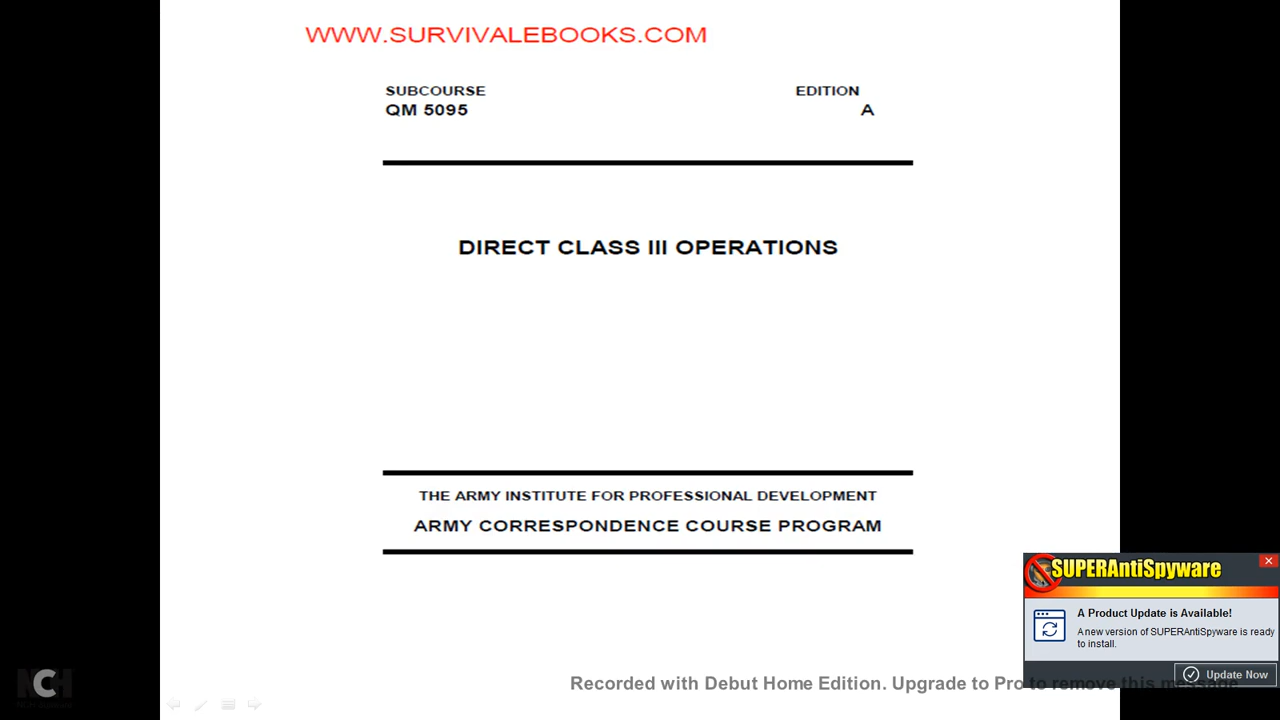 WWW.SURVIVALEBOOKS.COM
SUBCOURSE EDITION
QM 5095 A
DIRECT CLASS III OPERATIONS
THE ARMY INSTITUTE FOR PROFESSIONAL DEVELOPMENT
ARMY CORRESPONDENCE COURSE PROGRAM
SUPERAntiSpyware
A Product Update is Available!
A new version of SUPERAntiSpyware is ready
to install.
Update Now
NCH
Recorded with Debut Home Edition. Upgrade to Pro to remove this message